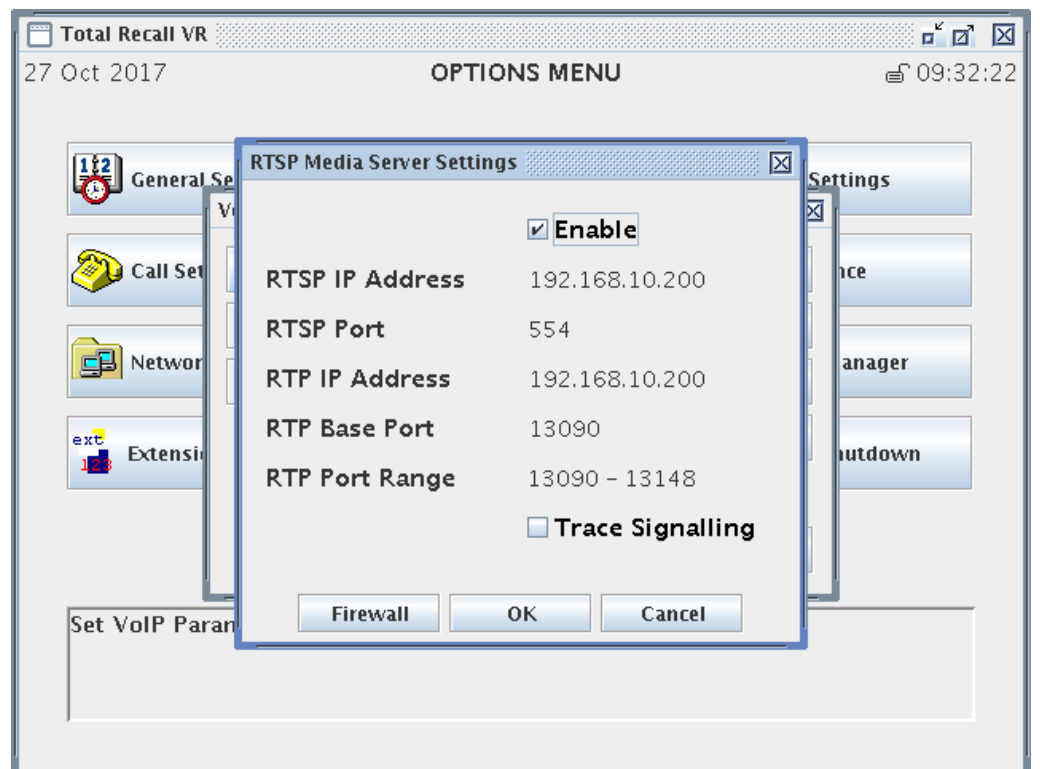 Total Recall VR
27 Oct 2017 OPTIONS MENU 09:32:22
RTSP Media Server Settings
General Se
Settings
Enable
Call Set
RTSP IP Address 192.168.10.200
RTSP Port 554
Networ
RTP IP Address 192.168.10.200
anager
RTP Base Port 13090
ext
123
Extensi
RTP Port Range 13090 - 13148
Trace Signalling
Firewall OK Cancel
Set VoIP Param